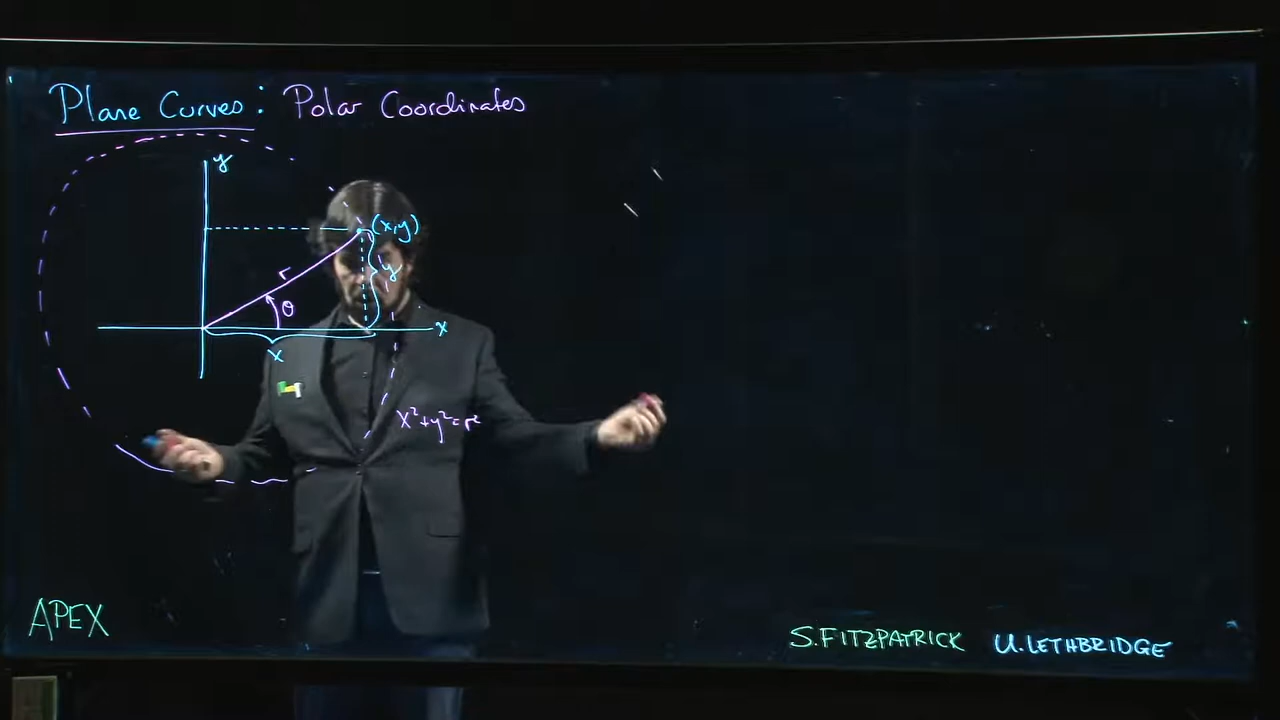 Plane Curves: Polar Coordinates
y
(x,y)
r
y
θ
x
x
x²+y²=r²
APEX
S.FITZPATRICK U.LETHBRIDGE